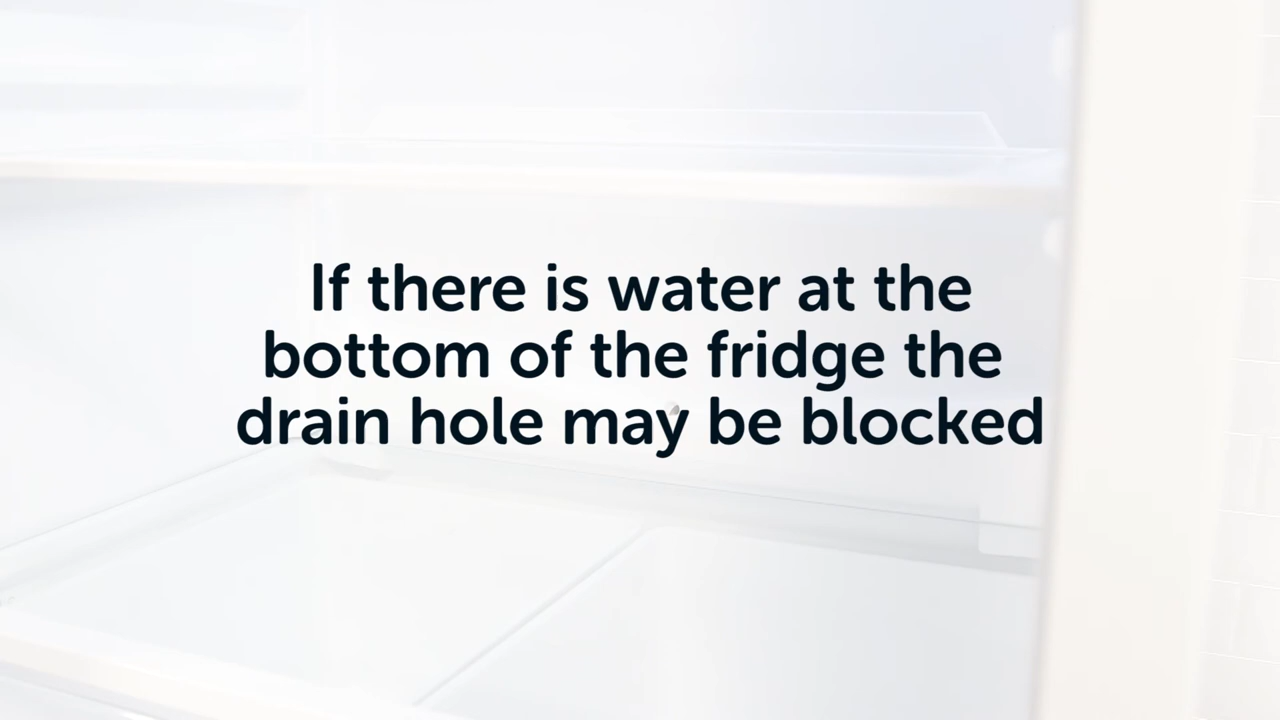 If there is water at the
bottom of the fridge the
drain hole may be blocked